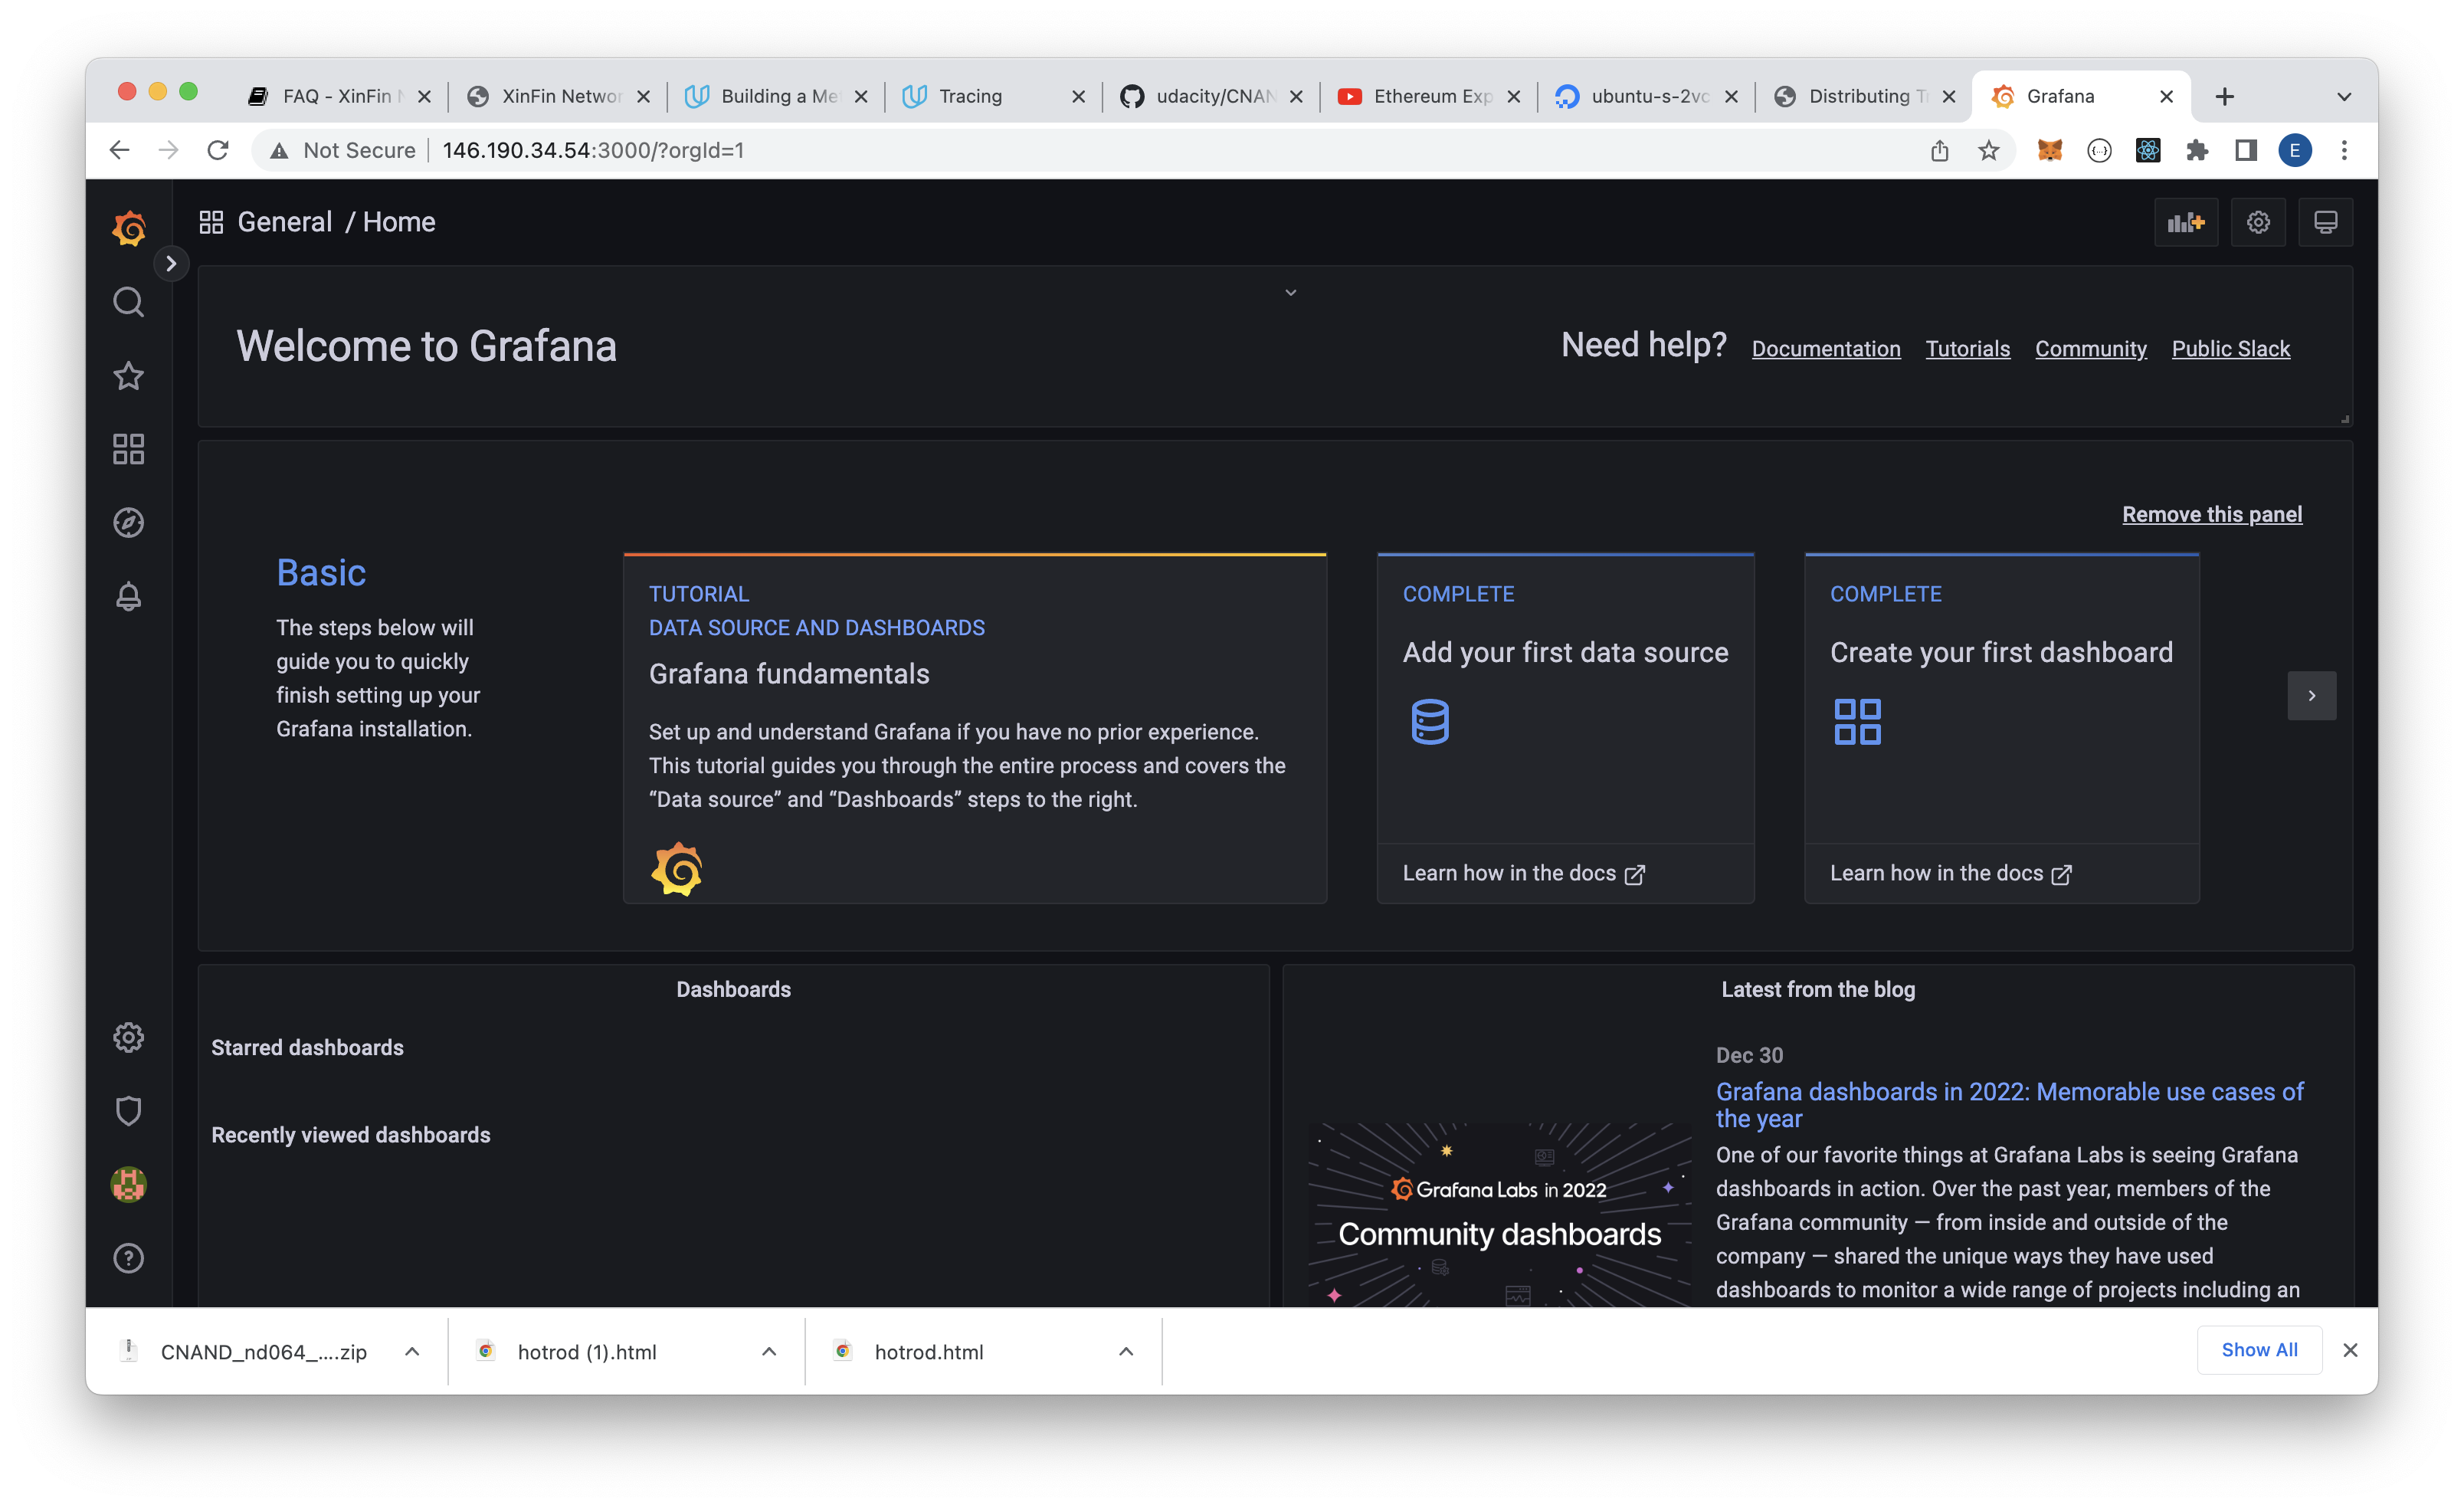 FAQ - XinFin
XinFin Networ
Building a Me
Tracing
udacity/CNAN
Ethereum Exp
ubuntu-s-2vc
Distributing T
Grafana
Not Secure
146.190.34.54:3000/?orgId=1
E
General / Home
Welcome to Grafana
Need help?
Documentation
Tutorials
Community
Public Slack
Remove this panel
Basic
The steps below will
guide you to quickly
finish setting up your
Grafana installation.
TUTORIAL
DATA SOURCE AND DASHBOARDS
Grafana fundamentals
Set up and understand Grafana if you have no prior experience.
This tutorial guides you through the entire process and covers the
“Data source” and “Dashboards” steps to the right.
COMPLETE
Add your first data source
Learn how in the docs
COMPLETE
Create your first dashboard
Learn how in the docs
Dashboards
Starred dashboards
Recently viewed dashboards
Latest from the blog
Grafana Labs in 2022
Community dashboards
Dec 30
Grafana dashboards in 2022: Memorable use cases of
the year
One of our favorite things at Grafana Labs is seeing Grafana
dashboards in action. Over the past year, members of the
Grafana community — from inside and outside of the
company — shared the unique ways they have used
dashboards to monitor a wide range of projects including an
CNAND_nd064_....zip
hotrod (1).html
hotrod.html
Show All